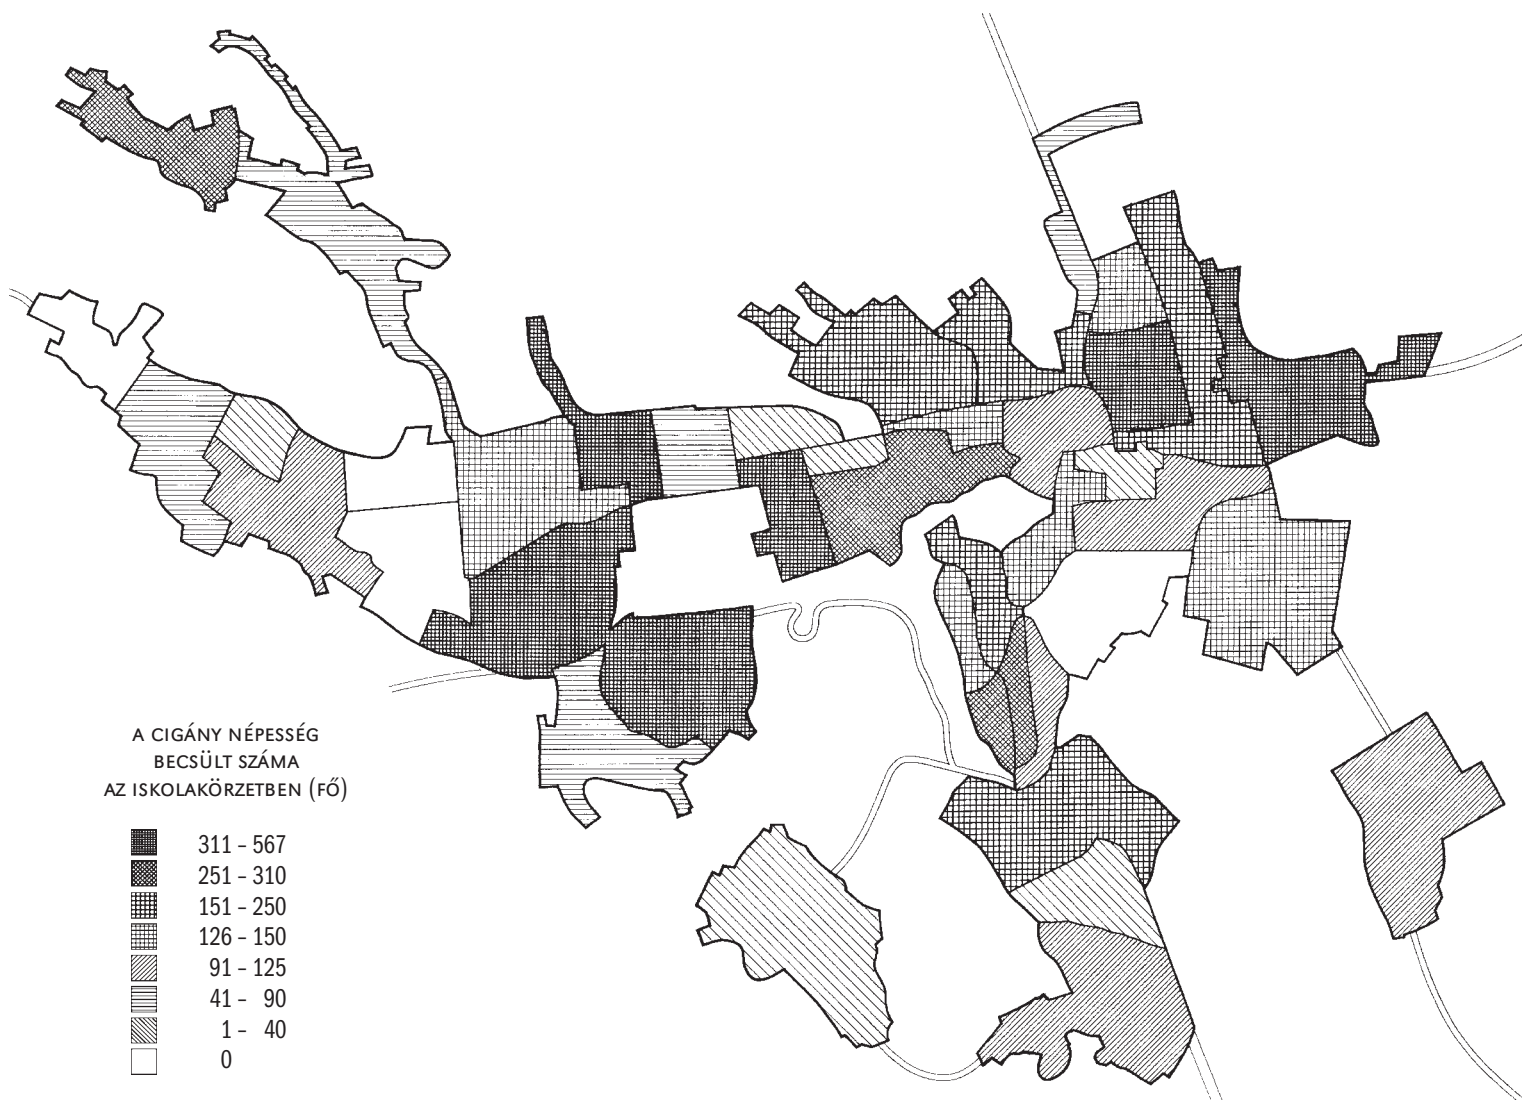 A CIGÁNY NÉPESSÉG
BECSÜLT SZÁMA
AZ ISKOLAKÖRZETBEN (FŐ)
311 – 567
251 – 310
151 – 250
126 – 150
91 – 125
41 – 90
1 – 40
0